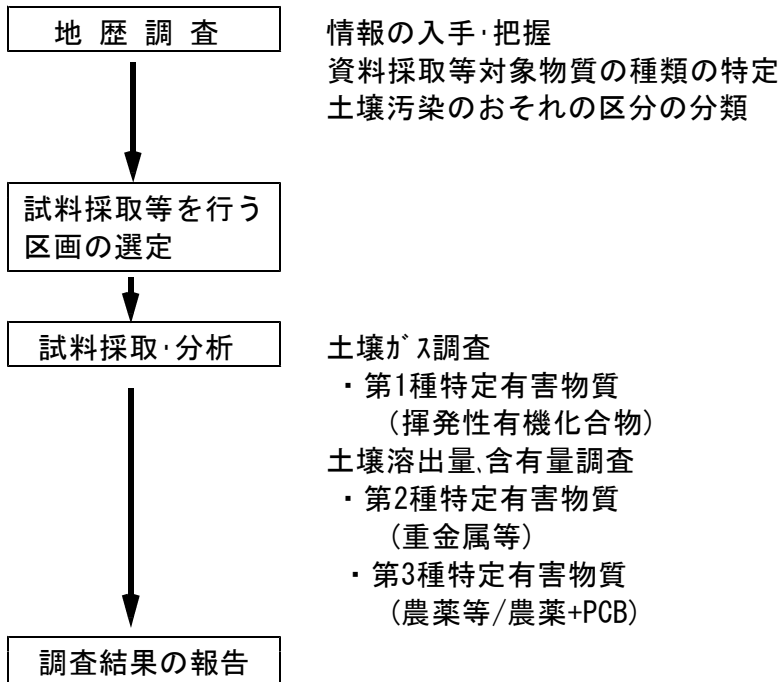 地 歴 調 査
情報の入手･把握
資料採取等対象物質の種類の特定
土壌汚染のおそれの区分の分類
試料採取等を行う
区画の選定
試料採取･分析
土壌ｶﾞｽ調査
・第1種特定有害物質
(揮発性有機化合物)
土壌溶出量､含有量調査
・第2種特定有害物質
(重金属等)
・第3種特定有害物質
(農薬等/農薬+PCB)
調査結果の報告